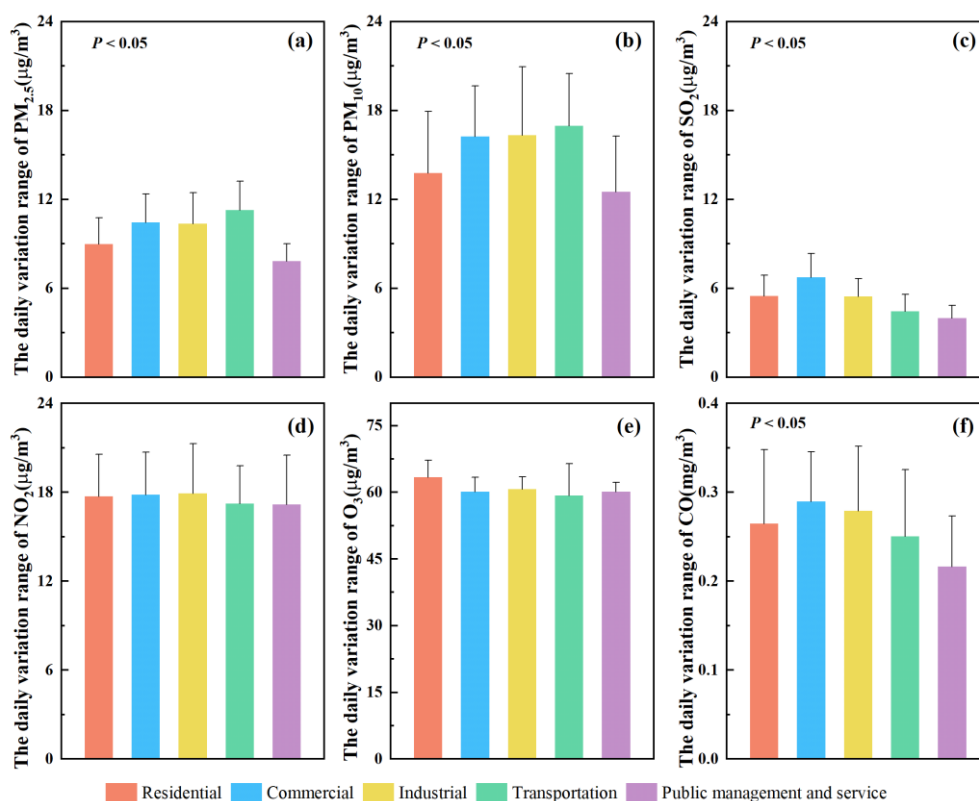 The daily variation range of PM2.5(μg/m3)
24
18
12
6
0
P < 0.05
(a)
The daily variation range of PM10(μg/m3)
24
18
12
6
0
P < 0.05
(b)
The daily variation range of SO2(μg/m3)
24
18
12
6
0
P < 0.05
(c)
The daily variation range of NO2(μg/m3)
24
18
12
6
0
(d)
The daily variation range of O3(μg/m3)
75
60
45
30
15
0
(e)
The daily variation range of CO(mg/m3)
0.4
0.3
0.2
0.1
0.0
P < 0.05
(f)
Residential Commercial Industrial Transportation Public management and service